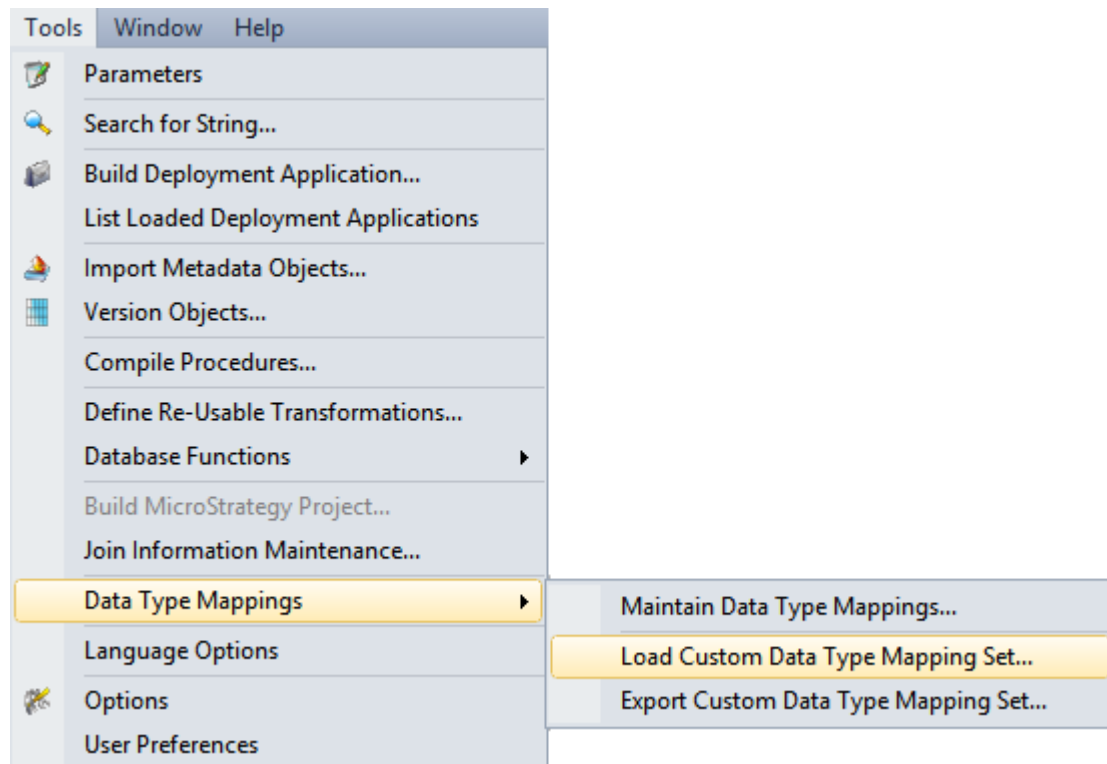 Tools Window Help
Parameters
Search for String...
Build Deployment Application...
List Loaded Deployment Applications
Import Metadata Objects...
Version Objects...
Compile Procedures...
Define Re-Usable Transformations...
Database Functions
Build MicroStrategy Project...
Join Information Maintenance...
Data Type Mappings
Maintain Data Type Mappings...
Load Custom Data Type Mapping Set...
Export Custom Data Type Mapping Set...
Language Options
Options
User Preferences